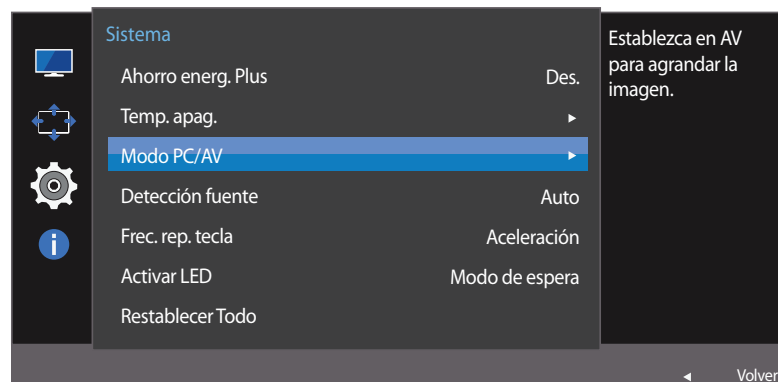 Sistema
Ahorro energ. Plus Des.
Temp. apag.
Modo PC/AV
Detección fuente Auto
Frec. rep. tecla Aceleración
Activar LED Modo de espera
Restablecer Todo
Establezca en AV
para agrandar la
imagen.
Volver